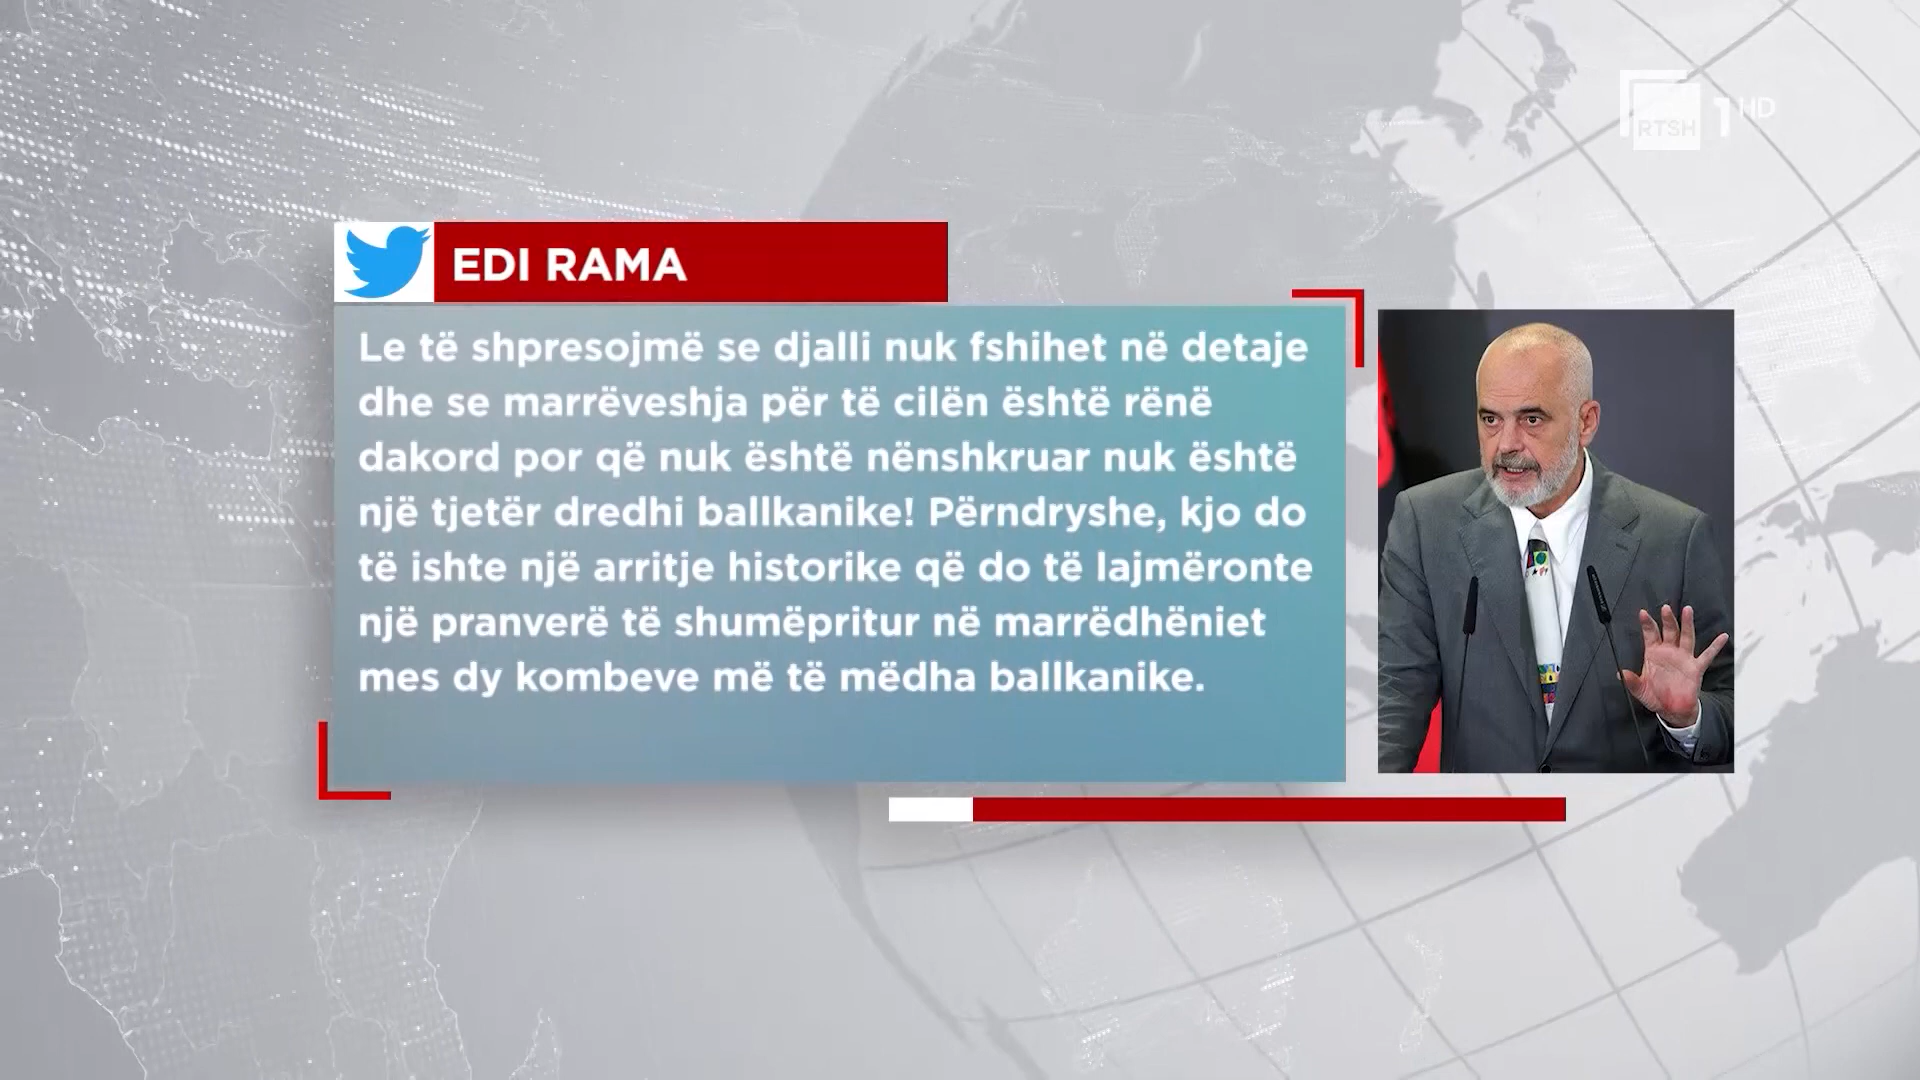 RTSH 1 HD
EDI RAMA
Le të shpresojmë se djalli nuk fshihet në detaje
dhe se marrëveshja për të cilën është rënë
dakord por që nuk është nënshkruar nuk është
një tjetër dredhi ballkanike! Përndryshe, kjo do
të ishte një arritje historike që do të lajmëronte
një pranverë të shumëpritur në marrëdhëniet
mes dy kombeve më të mëdha ballkanike.